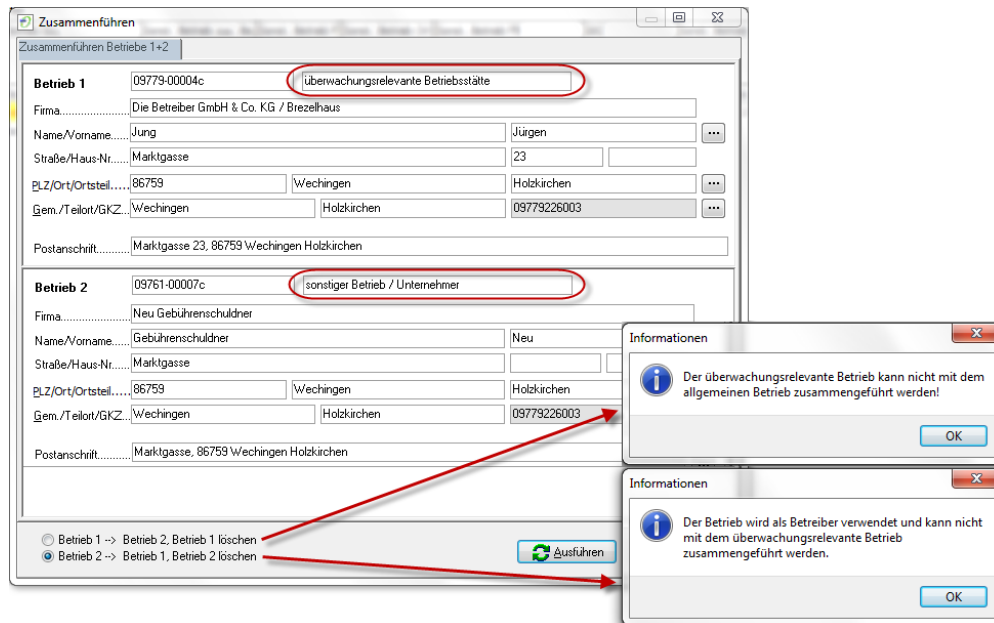 Zusammenführen
Zusammenführen Betriebe 1+2
Betrieb 1 09779-00004c überwachungsrelevante Betriebsstätte
Firma...................... Die Betreiber GmbH & Co. KG / Brezelhaus
Name/Vorname...... Jung Jürgen
Straße/Haus-Nr...... Marktgasse 23
PLZ/Ort/Ortsteil..... 86759 Wechingen Holzkirchen
Gem./Teilort/GKZ... Wechingen Holzkirchen 09779226003
Postanschrift.......... Marktgasse 23, 86759 Wechingen Holzkirchen
Betrieb 2 09761-00007c sonstiger Betrieb / Unternehmer
Firma...................... Neu Gebührenschuldner
Name/Vorname...... Gebührenschuldner Neu
Straße/Haus-Nr...... Marktgasse
PLZ/Ort/Ortsteil..... 86759 Wechingen Holzkirchen
Gem./Teilort/GKZ... Wechingen Holzkirchen 09779226003
Postanschrift.......... Marktgasse, 86759 Wechingen Holzkirchen
Betrieb 1 --> Betrieb 2, Betrieb 1 löschen
Betrieb 2 --> Betrieb 1, Betrieb 2 löschen
Ausführen
Informationen
Der überwachungsrelevante Betrieb kann nicht mit dem
allgemeinen Betrieb zusammengeführt werden!
OK
Informationen
Der Betrieb wird als Betreiber verwendet und kann nicht
mit dem überwachungsrelevante Betrieb
zusammengeführt werden.
OK